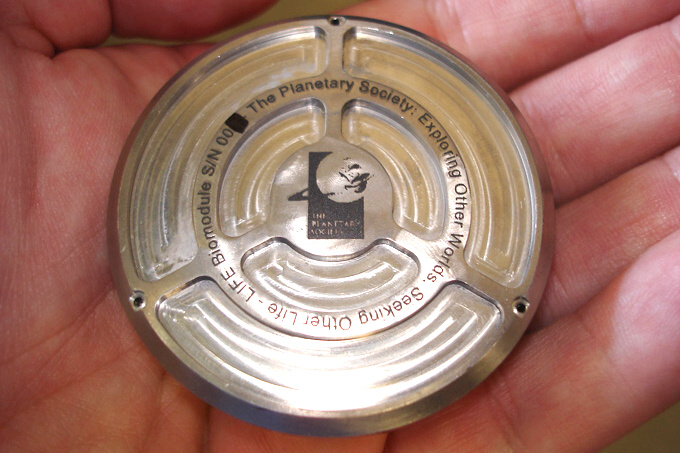 LIFE Biomodule S/N 00 - The Planetary Society: Exploring Other Worlds, Seeking Other Life -
THE
PLANETARY
SOCIETY